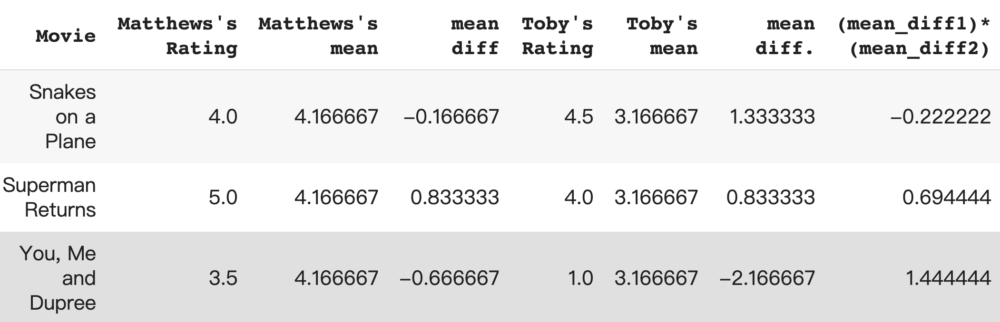 Movie Matthews's Rating Matthews's mean mean diff Toby's Rating Toby's mean mean diff. (mean_diff1)* (mean_diff2)
Snakes on a Plane 4.0 4.166667 −0.166667 4.5 3.166667 1.333333 −0.222222
Superman Returns 5.0 4.166667 0.833333 4.0 3.166667 0.833333 0.694444
You, Me and Dupree 3.5 4.166667 −0.666667 1.0 3.166667 −2.166667 1.444444